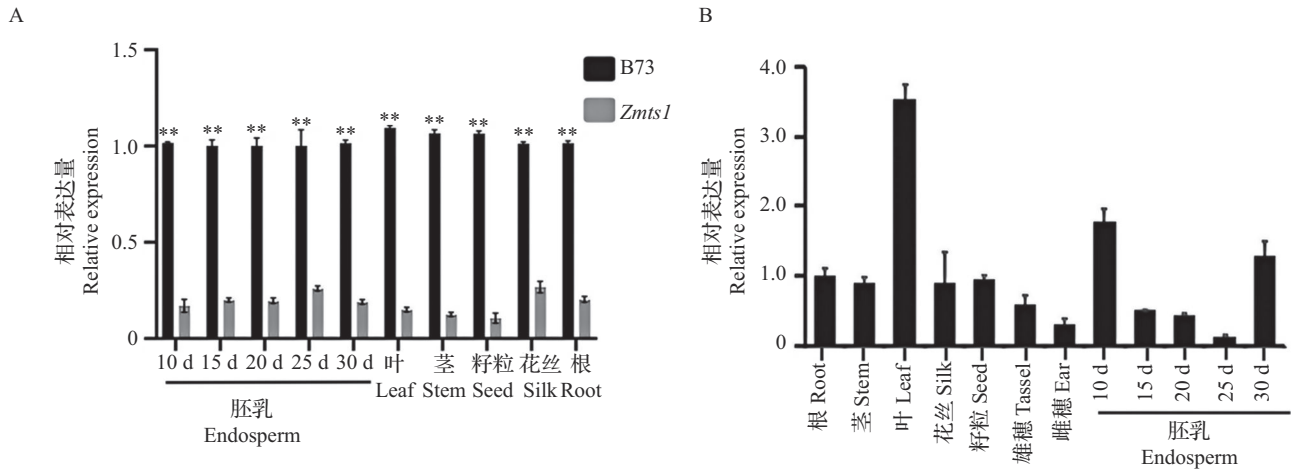 A
1.5
1.0
0.5
0
相对表达量
Relative expression
B73
Zmts1
** ** ** ** ** ** ** ** ** **
10 d 15 d 20 d 25 d 30 d 叶 茎 籽粒 花丝 根
Leaf Stem Seed Silk Root
胚乳
Endosperm
B
4.0
4.0
2.0
1.0
0
相对表达量
Relative expression
根 Root
茎 Stem
叶 Leaf
花丝 Silk
籽粒 Seed
雄穗 Tassel
雌穗 Ear
10 d
15 d
20 d
25 d
30 d
胚乳
Endosperm